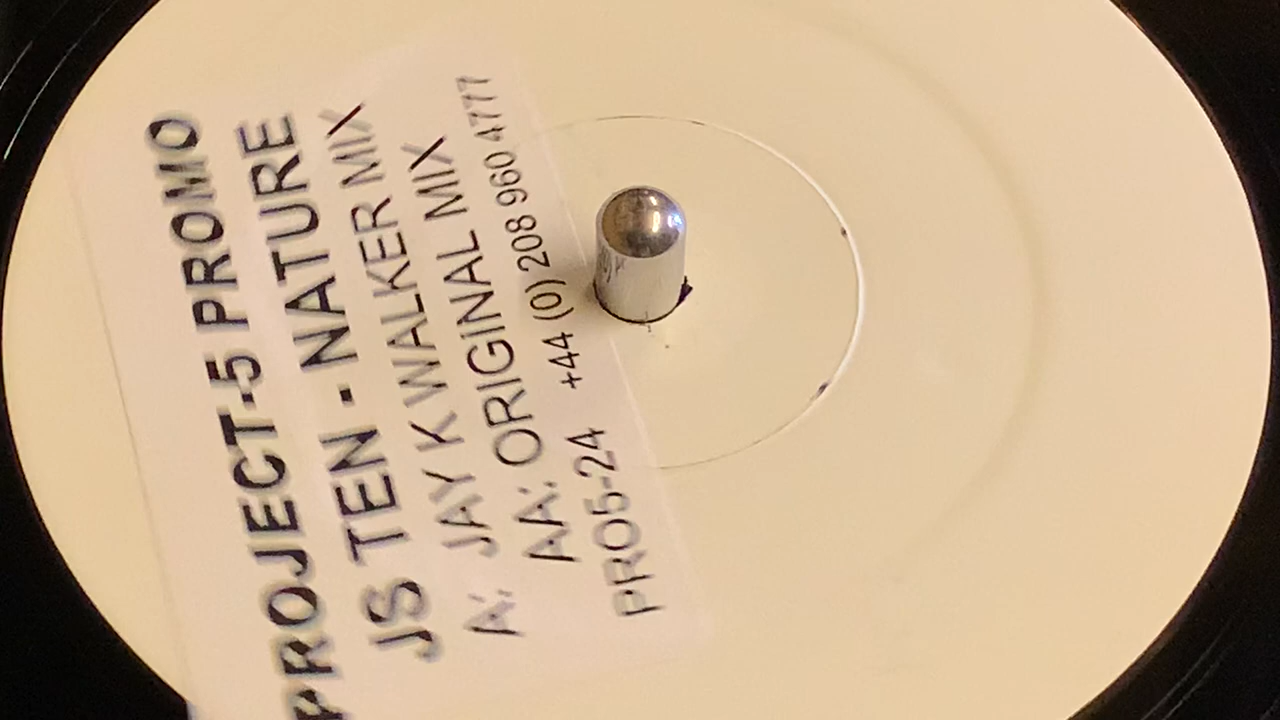 PROJECT-5 PROMO
JS TEN - NATURE
A: JAY K WALKER MIX
AA: ORIGINAL MIX
PRO5-24 +44 (0) 208 960 4777